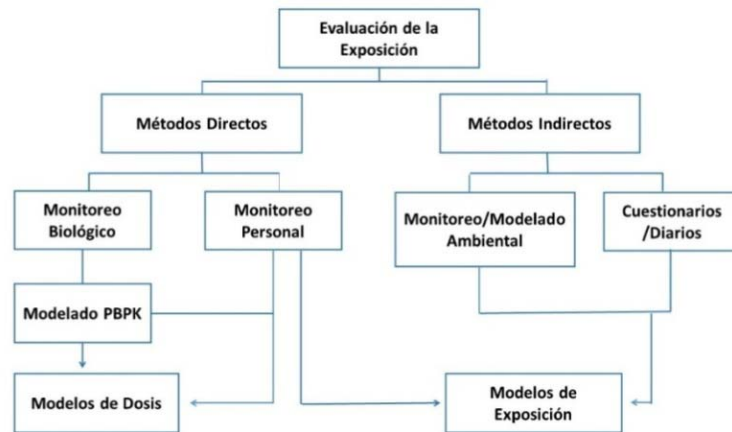 Evaluación de la
Exposición
Métodos Directos
Métodos Indirectos
Monitoreo
Biológico
Monitoreo
Personal
Monitoreo/Modelado
Ambiental
Cuestionarios
/Diarios
Modelado PBPK
Modelos de Dosis
Modelos de
Exposición